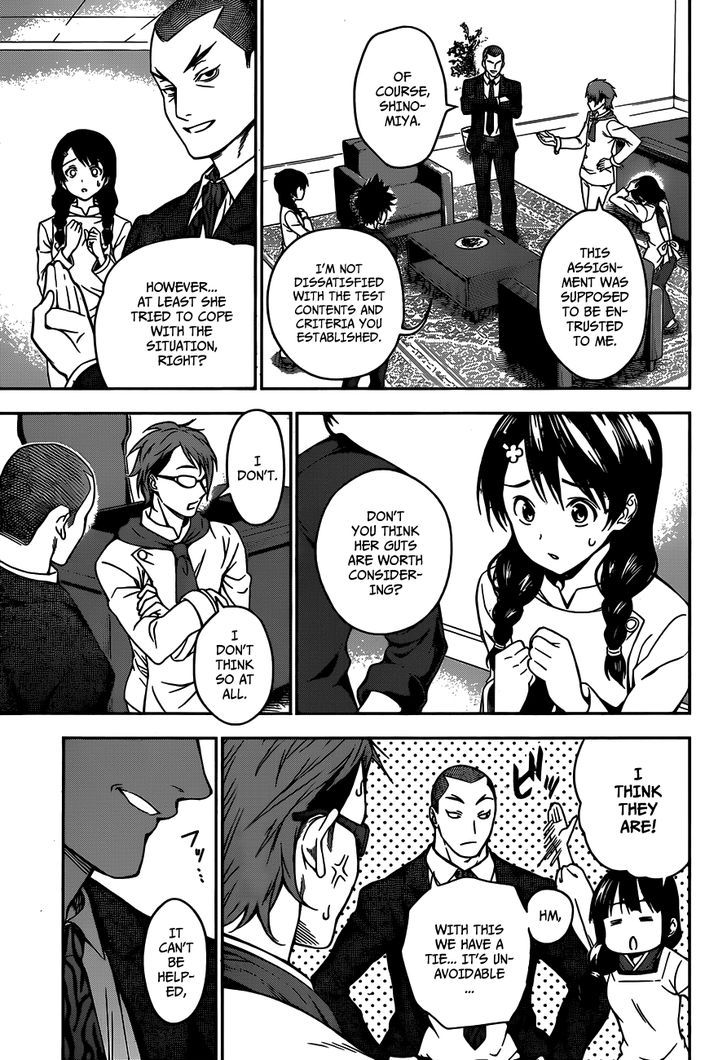 OF
COURSE,
SHINO-
MIYA.
THIS
ASSIGN-
MENT WAS
SUPPOSED
TO BE EN-
TRUSTED
TO ME.
I'M NOT
DISSATISFIED
WITH THE TEST
CONTENTS AND
CRITERIA YOU
ESTABLISHED.
HOWEVER...
AT LEAST SHE
TRIED TO COPE
WITH THE
SITUATION,
RIGHT?
DON'T
YOU THINK
HER GUTS
ARE WORTH
CONSIDER-
ING?
I
DON'T.
I
DON'T
THINK
SO AT
ALL.
I
THINK
THEY
ARE!
ビッ
HM,
WITH THIS
WE HAVE A
TIE... IT'S UN-
AVOIDABLE
...
IT
CAN'T
BE
HELP-
ED,